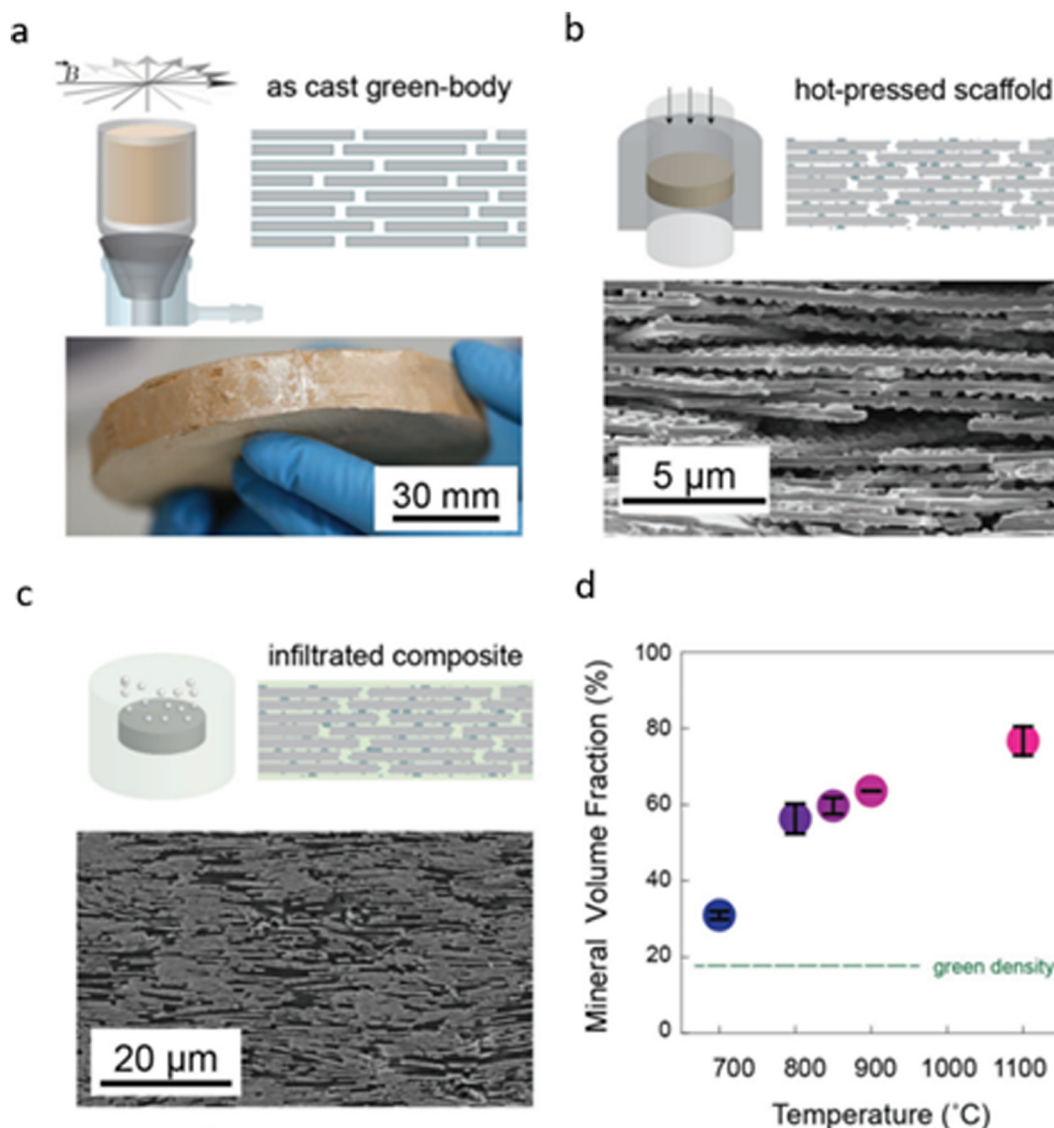 a
B
as cast green-body
30 mm
b
hot-pressed scaffold
5 µm
c
infiltrated composite
20 µm
d
Mineral Volume Fraction (%)
100
80
60
40
20
0
green density
700 800 900 1000 1100
Temperature (˚C)